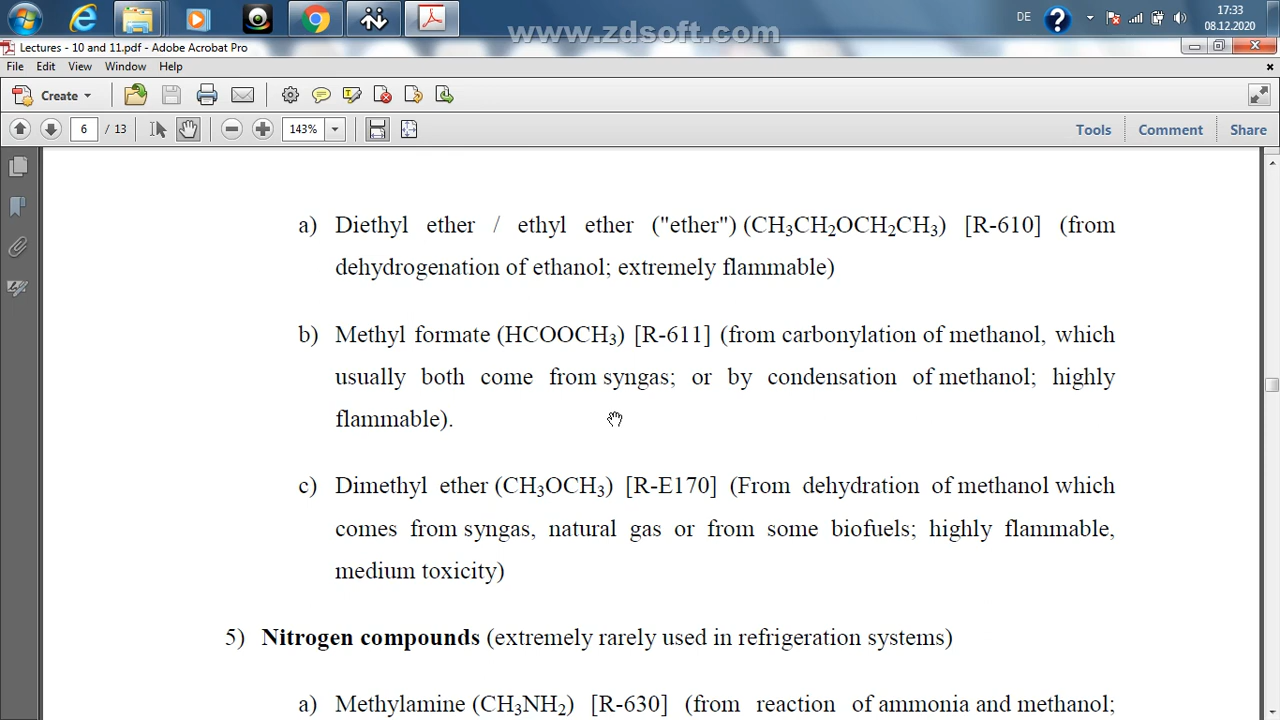 www.zdsoft.com
DE
17:33
08.12.2020
Lectures - 10 and 11.pdf - Adobe Acrobat Pro
File Edit View Window Help
Create
6 / 13 143% Tools Comment Share
a) Diethyl ether / ethyl ether ("ether") (CH₃CH₂OCH₂CH₃) [R-610] (from
dehydrogenation of ethanol; extremely flammable)
b) Methyl formate (HCOOCH₃) [R-611] (from carbonylation of methanol, which
usually both come from syngas; or by condensation of methanol; highly
flammable).
c) Dimethyl ether (CH₃OCH₃) [R-E170] (From dehydration of methanol which
comes from syngas, natural gas or from some biofuels; highly flammable,
medium toxicity)
5) Nitrogen compounds (extremely rarely used in refrigeration systems)
a) Methylamine (CH₃NH₂) [R-630] (from reaction of ammonia and methanol;